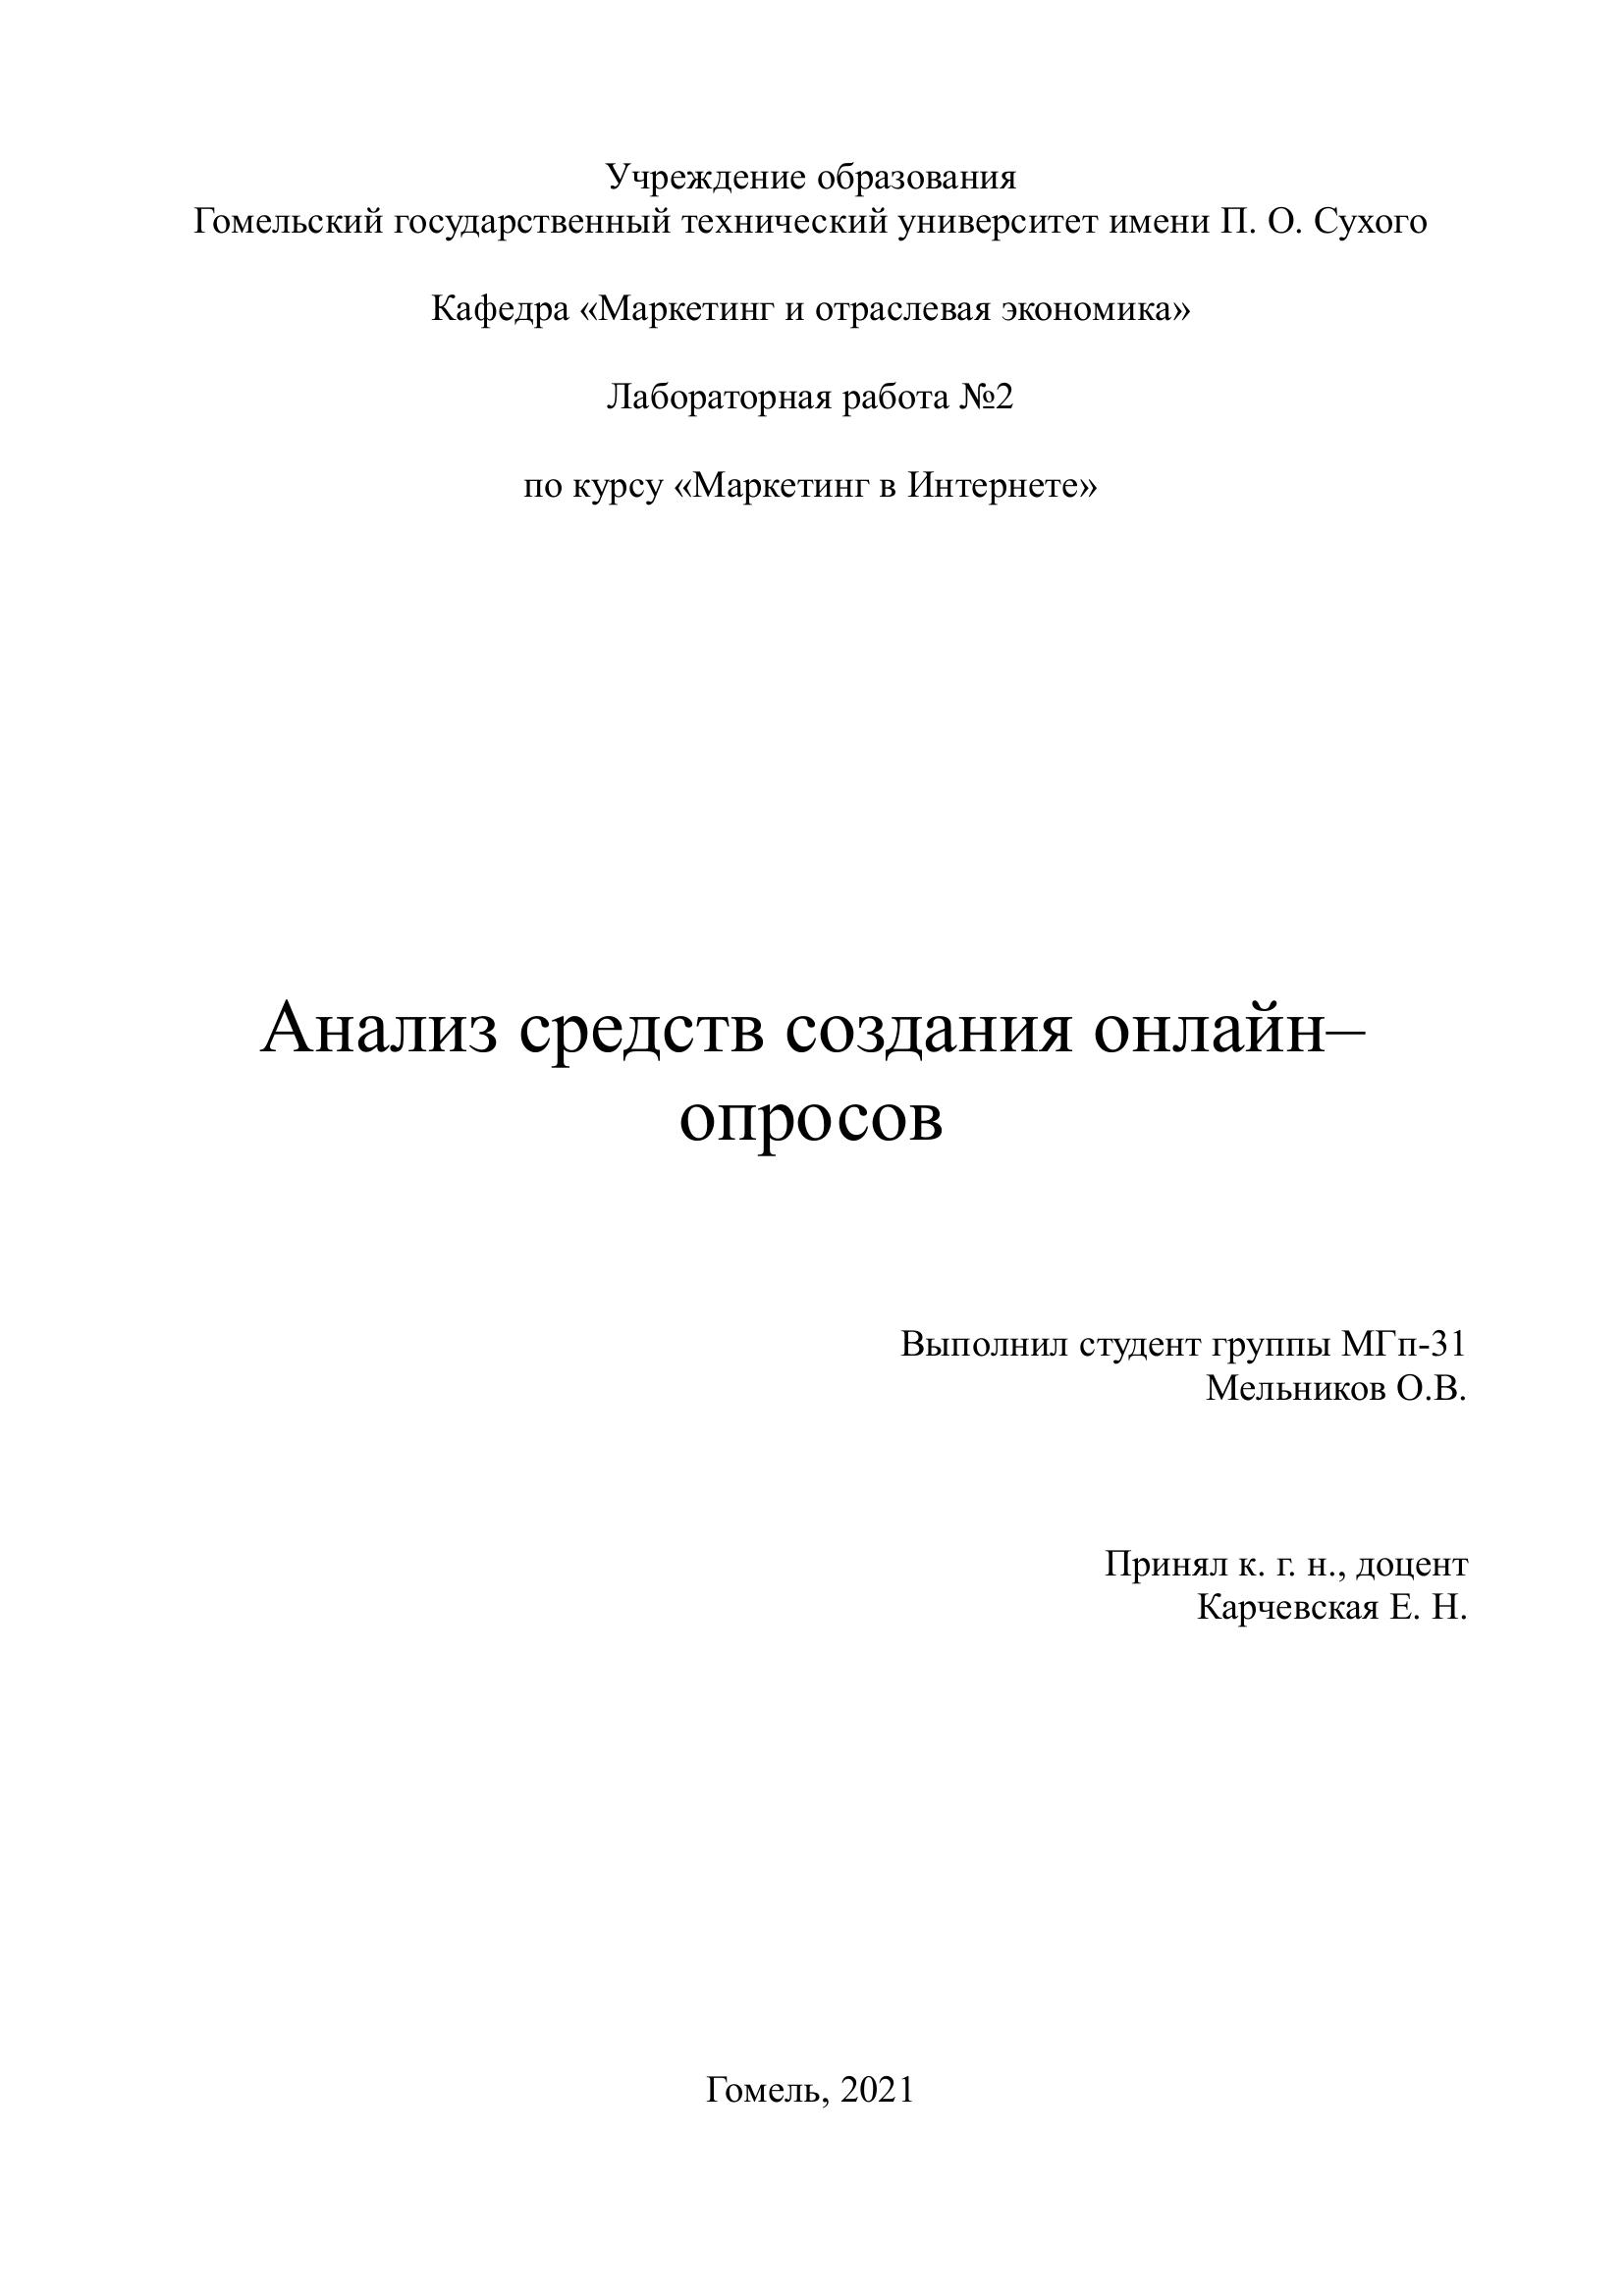 Учреждение образования
Гомельский государственный технический университет имени П. О. Сухого
Кафедра «Маркетинг и отраслевая экономика»
Лабораторная работа №2
по курсу «Маркетинг в Интернете»
Анализ средств создания онлайн–
опросов
Выполнил студент группы МГп-31
Мельников О.В.
Принял к. г. н., доцент
Карчевская Е. Н.
Гомель, 2021